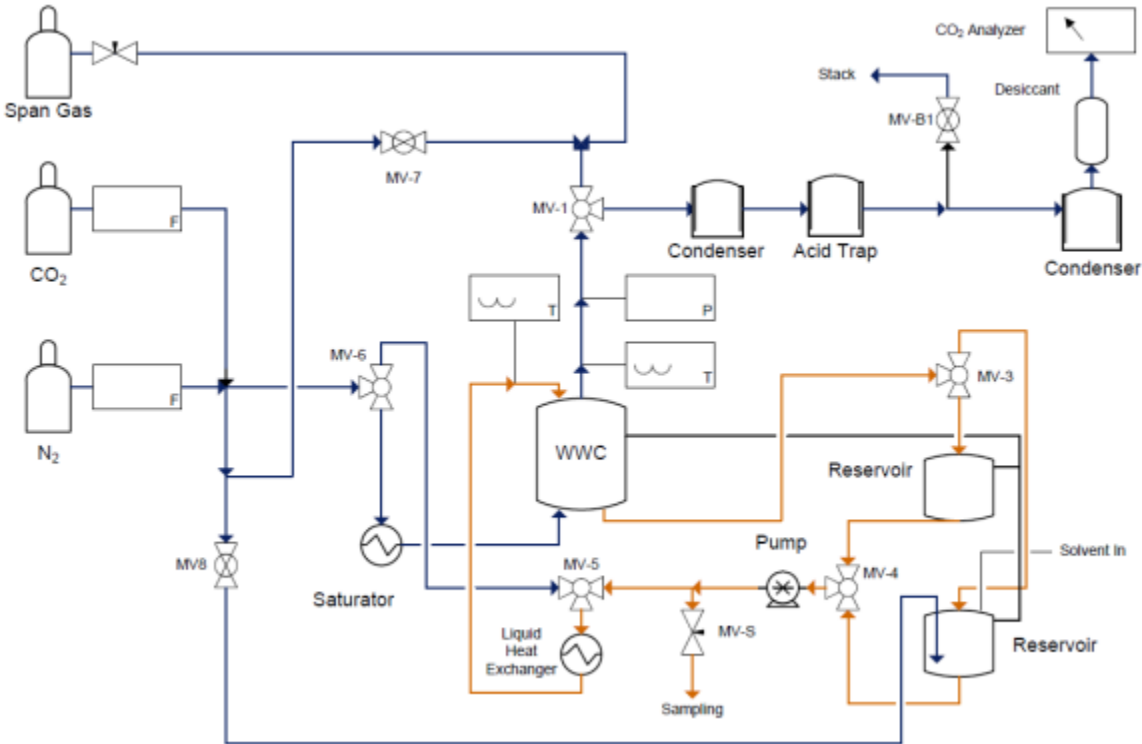 CO₂ Analyzer
Stack
Desiccant
Span Gas
MV-B1
MV-7
F
MV-1
CO₂
Condenser
Acid Trap
Condenser
T
P
MV-6
T
MV-3
F
N₂
WWC
Reservoir
Pump
Solvent In
MV8
MV-5
MV-4
Saturator
Liquid
Heat
Exchanger
MV-S
Reservoir
Sampling